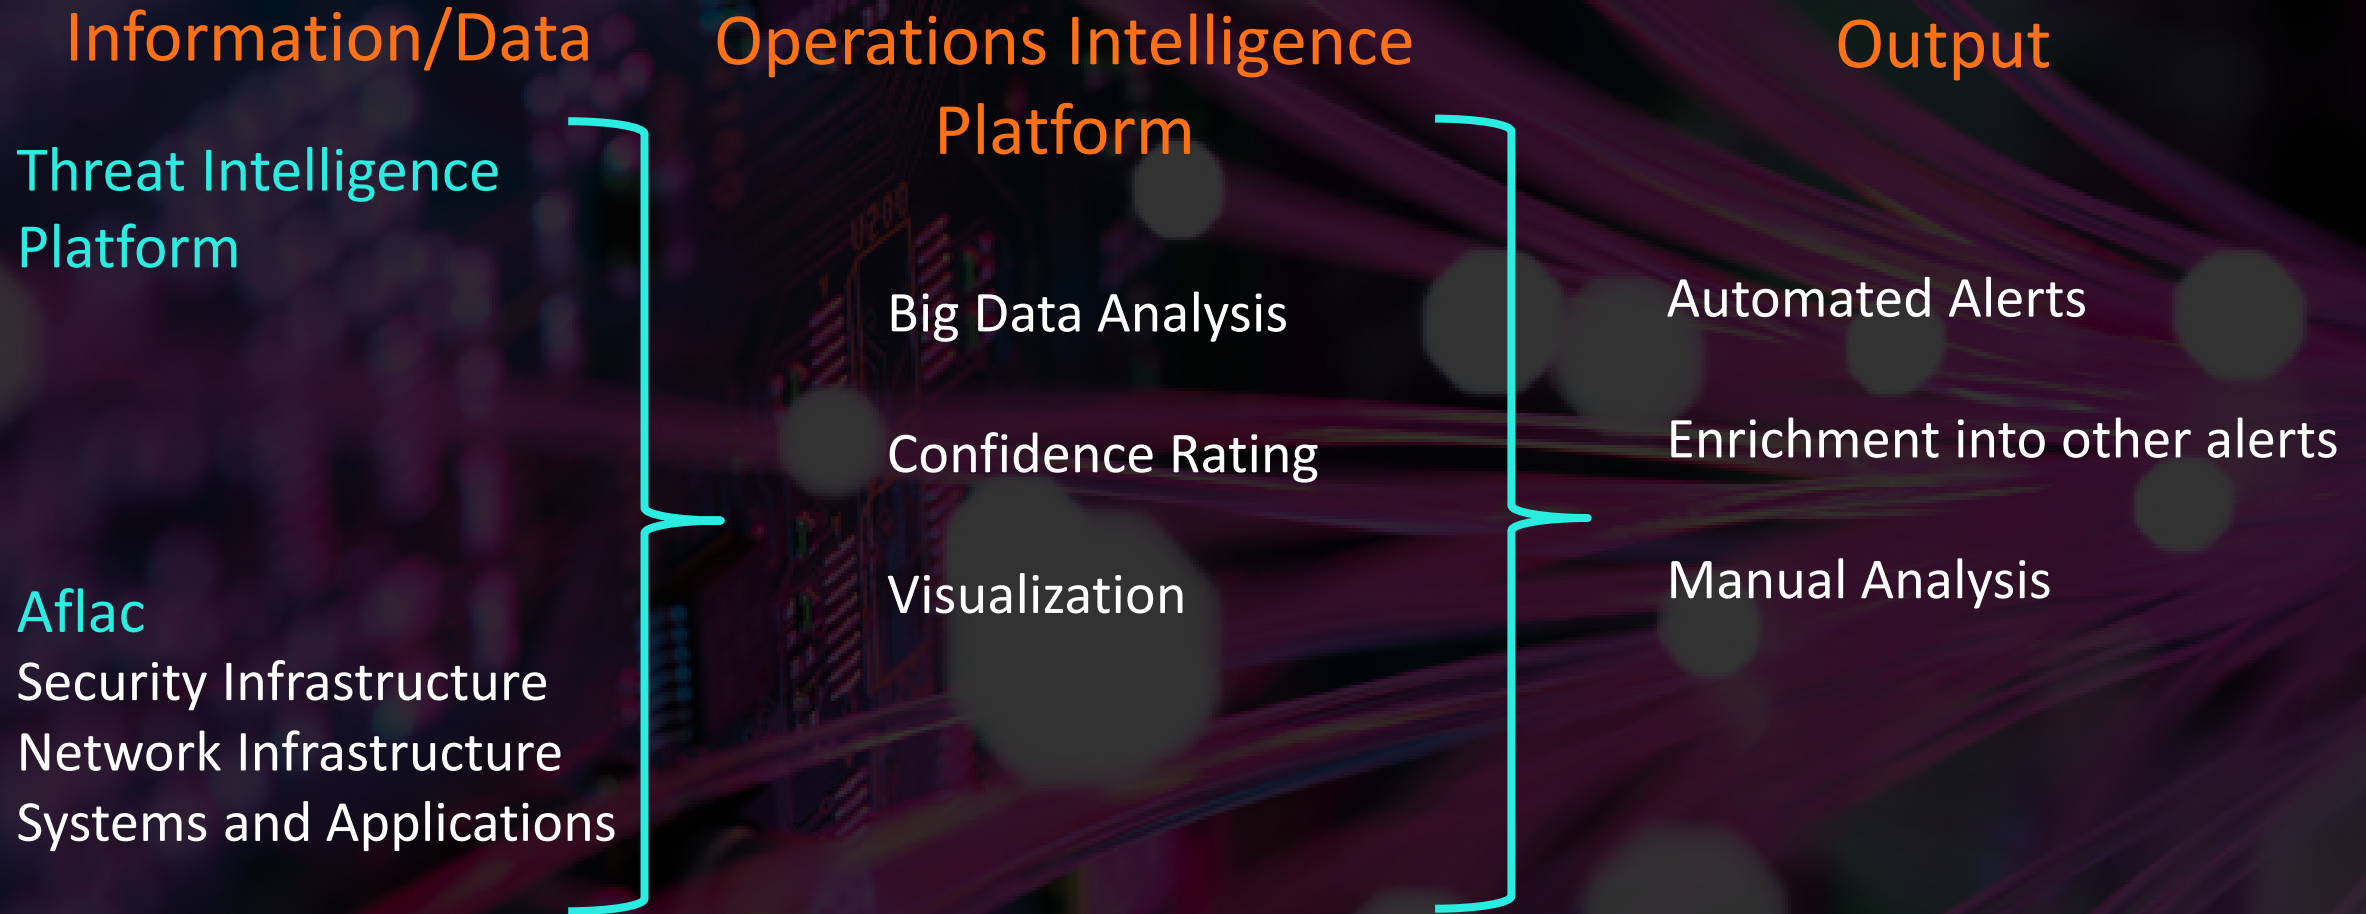 Information/Data
Threat Intelligence
Platform
Aflac
Security Infrastructure
Network Infrastructure
Systems and Applications
Operations Intelligence
Platform
Big Data Analysis
Confidence Rating
Visualization
Output
Automated Alerts
Enrichment into other alerts
Manual Analysis